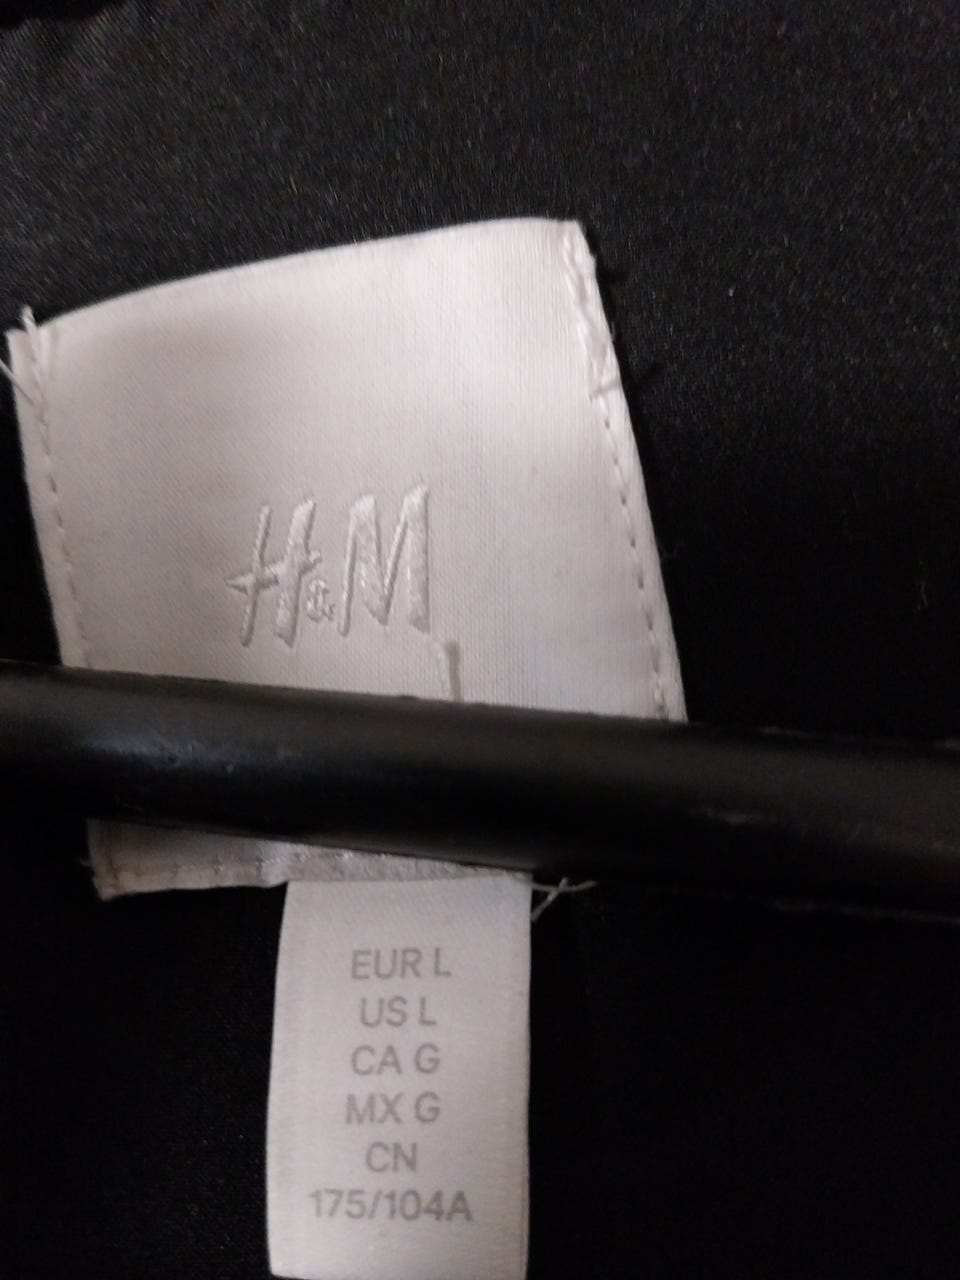 H&M
EUR L
US L
CA G
MX G
CN
175/104A